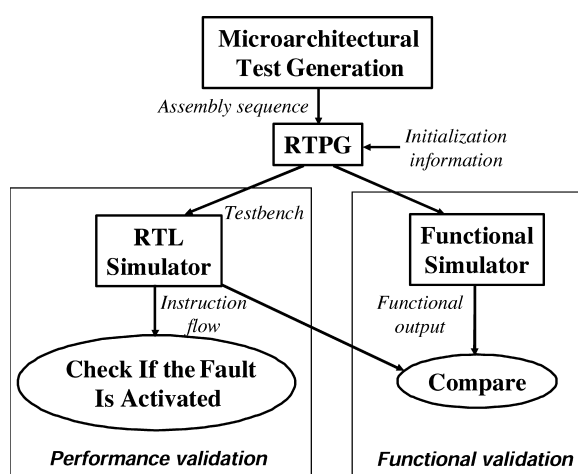 Microarchitectural
Test Generation
Assembly sequence
RTPG
Initialization
information
Testbench
RTL
Simulator
Functional
Simulator
Instruction
flow
Functional
output
Check If the Fault
Is Activated
Compare
Performance validation
Functional validation